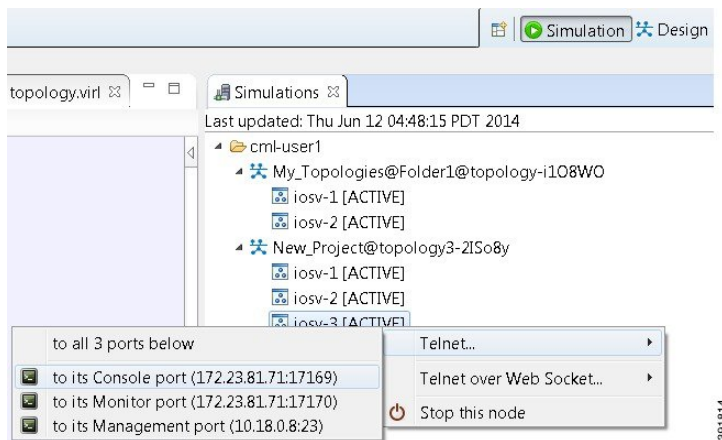 Simulation Design
topology.virl Simulations
Last updated: Thu Jun 12 04:48:15 PDT 2014
cml-user1
My_Topologies@Folder1@topology-i1O8WO
iosv-1 [ACTIVE]
iosv-2 [ACTIVE]
New_Project@topology3-2ISo8y
iosv-1 [ACTIVE]
iosv-2 [ACTIVE]
iosv-3 [ACTIVE]
to all 3 ports below
to its Console port (172.23.81.71:17169)
to its Monitor port (172.23.81.71:17170)
to its Management port (10.18.0.8:23)
Telnet...
Telnet over Web Socket...
Stop this node